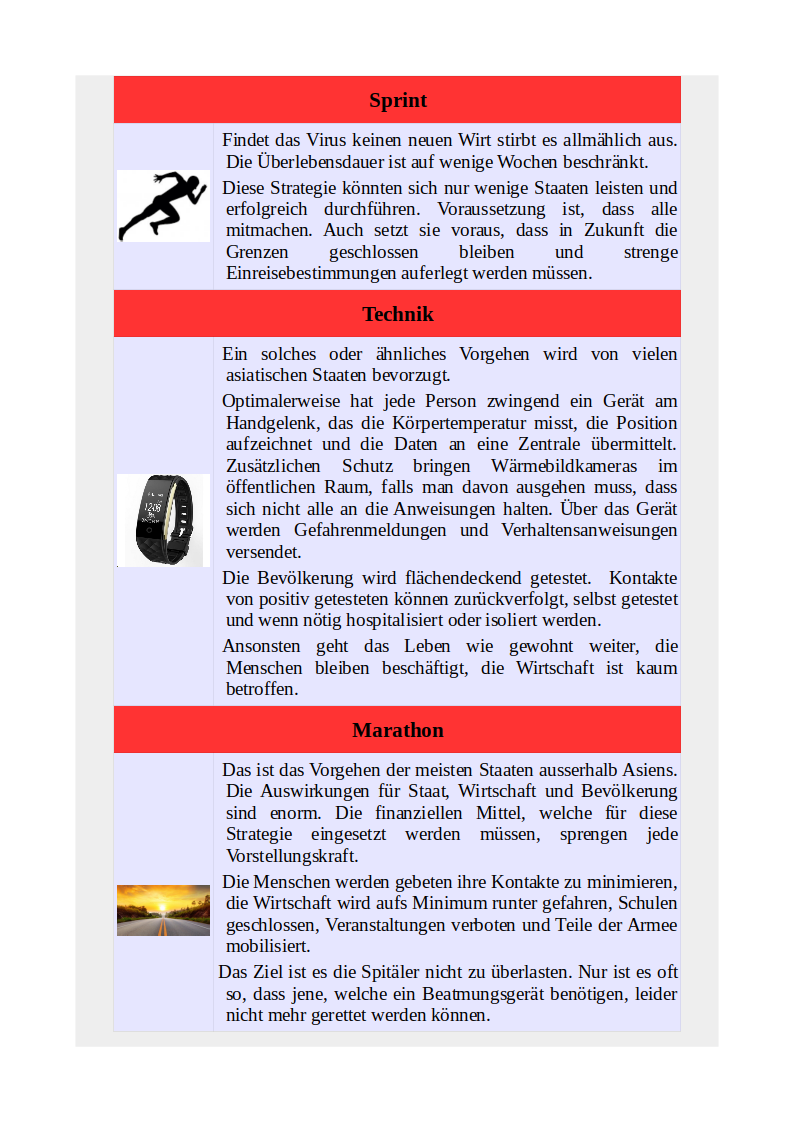 Sprint
Findet das Virus keinen neuen Wirt stirbt es allmählich aus.
Die Überlebensdauer ist auf wenige Wochen beschränkt.
Diese Strategie könnten sich nur wenige Staaten leisten und
erfolgreich durchführen. Voraussetzung ist, dass alle
mitmachen. Auch setzt sie voraus, dass in Zukunft die
Grenzen geschlossen bleiben und strenge
Einreisebestimmungen auferlegt werden müssen.
Technik
Ein solches oder ähnliches Vorgehen wird von vielen
asiatischen Staaten bevorzugt.
Optimalerweise hat jede Person zwingend ein Gerät am
Handgelenk, das die Körpertemperatur misst, die Position
aufzeichnet und die Daten an eine Zentrale übermittelt.
Zusätzlichen Schutz bringen Wärmebildkameras im
öffentlichen Raum, falls man davon ausgehen muss, dass
sich nicht alle an die Anweisungen halten. Über das Gerät
werden Gefahrenmeldungen und Verhaltensanweisungen
versendet.
12:08
Die Bevölkerung wird flächendeckend getestet. Kontakte
von positiv getesteten können zurückverfolgt, selbst getestet
und wenn nötig hospitalisiert oder isoliert werden.
Ansonsten geht das Leben wie gewohnt weiter, die
Menschen bleiben beschäftigt, die Wirtschaft ist kaum
betroffen.
Marathon
Das ist das Vorgehen der meisten Staaten ausserhalb Asiens.
Die Auswirkungen für Staat, Wirtschaft und Bevölkerung
sind enorm. Die finanziellen Mittel, welche für diese
Strategie eingesetzt werden müssen, sprengen jede
Vorstellungskraft.
Die Menschen werden gebeten ihre Kontakte zu minimieren,
die Wirtschaft wird aufs Minimum runter gefahren, Schulen
geschlossen, Veranstaltungen verboten und Teile der Armee
mobilisiert.
Das Ziel ist es die Spitäler nicht zu überlasten. Nur ist es oft
so, dass jene, welche ein Beatmungsgerät benötigen, leider
nicht mehr gerettet werden können.